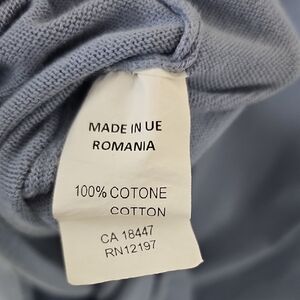 MADE IN UE
ROMANIA
100% COTONE
COTTON
CA 18447
RN12197